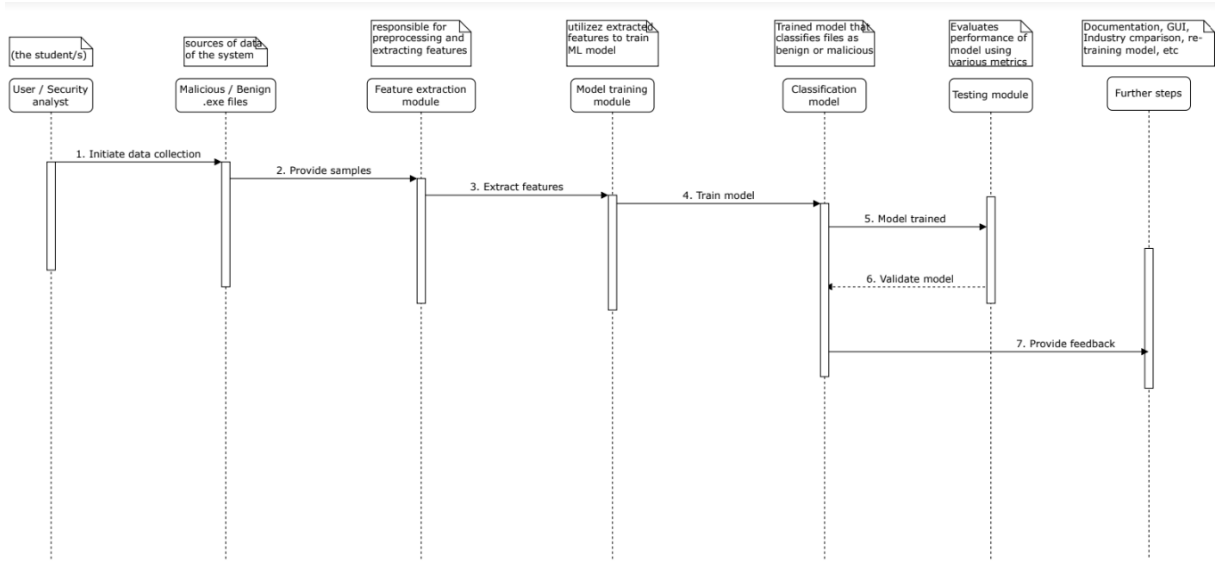 (the student/s)
sources of data
of the system
responsible for
preprocessing and
extracting features
utilizez extracted
features to train
ML model
Trained model that
classifies files as
benign or malicious
Evaluates
performance of
model using
various metrics
Documentation, GUI,
Industry cmparison, re-
training model, etc
User / Security
analyst
Malicious / Benign
.exe files
Feature extraction
module
Model training
module
Classification
model
Testing module
Further steps
1. Initiate data collection
2. Provide samples
3. Extract features
4. Train model
5. Model trained
6. Validate model
7. Provide feedback